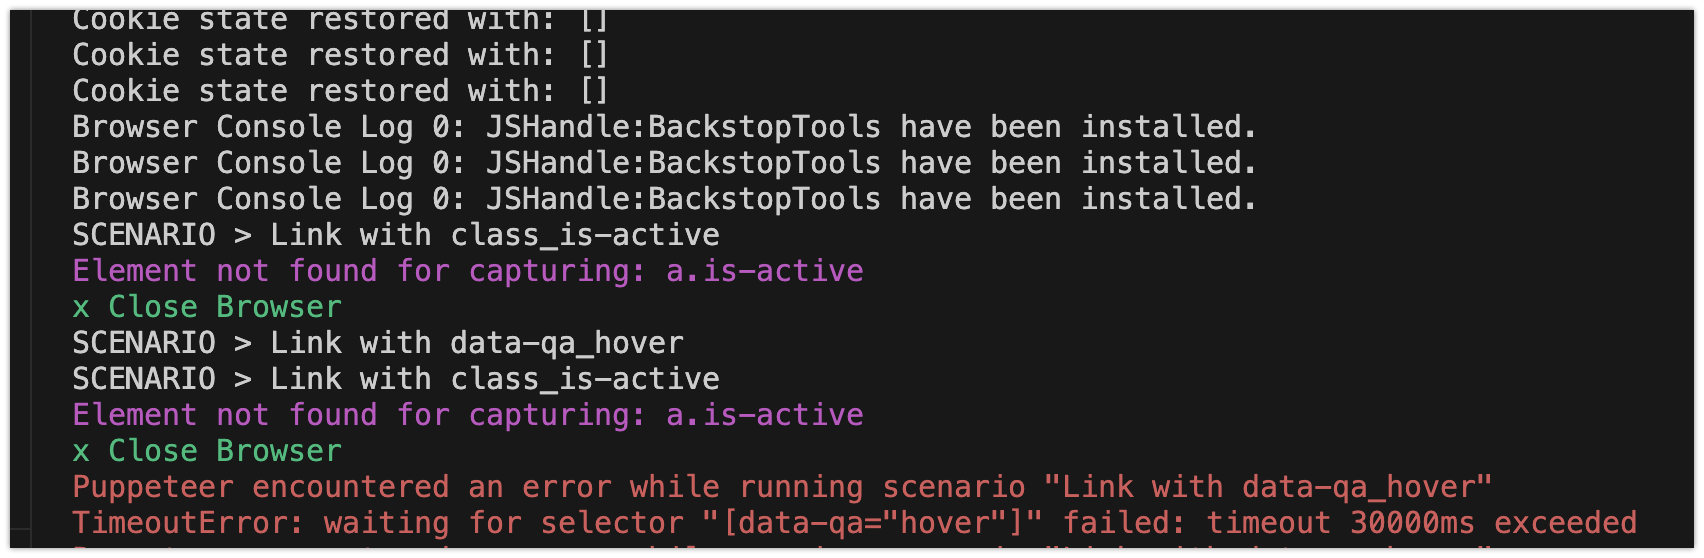 Cookie state restored with: []
Cookie state restored with: []
Cookie state restored with: []
Browser Console Log 0: JSHandle:BackstopTools have been installed.
Browser Console Log 0: JSHandle:BackstopTools have been installed.
Browser Console Log 0: JSHandle:BackstopTools have been installed.
SCENARIO > Link with class_is-active
Element not found for capturing: a.is-active
x Close Browser
SCENARIO > Link with data-qa_hover
SCENARIO > Link with class_is-active
Element not found for capturing: a.is-active
x Close Browser
Puppeteer encountered an error while running scenario "Link with data-qa_hover"
TimeoutError: waiting for selector "[data-qa="hover"]" failed: timeout 30000ms exceeded